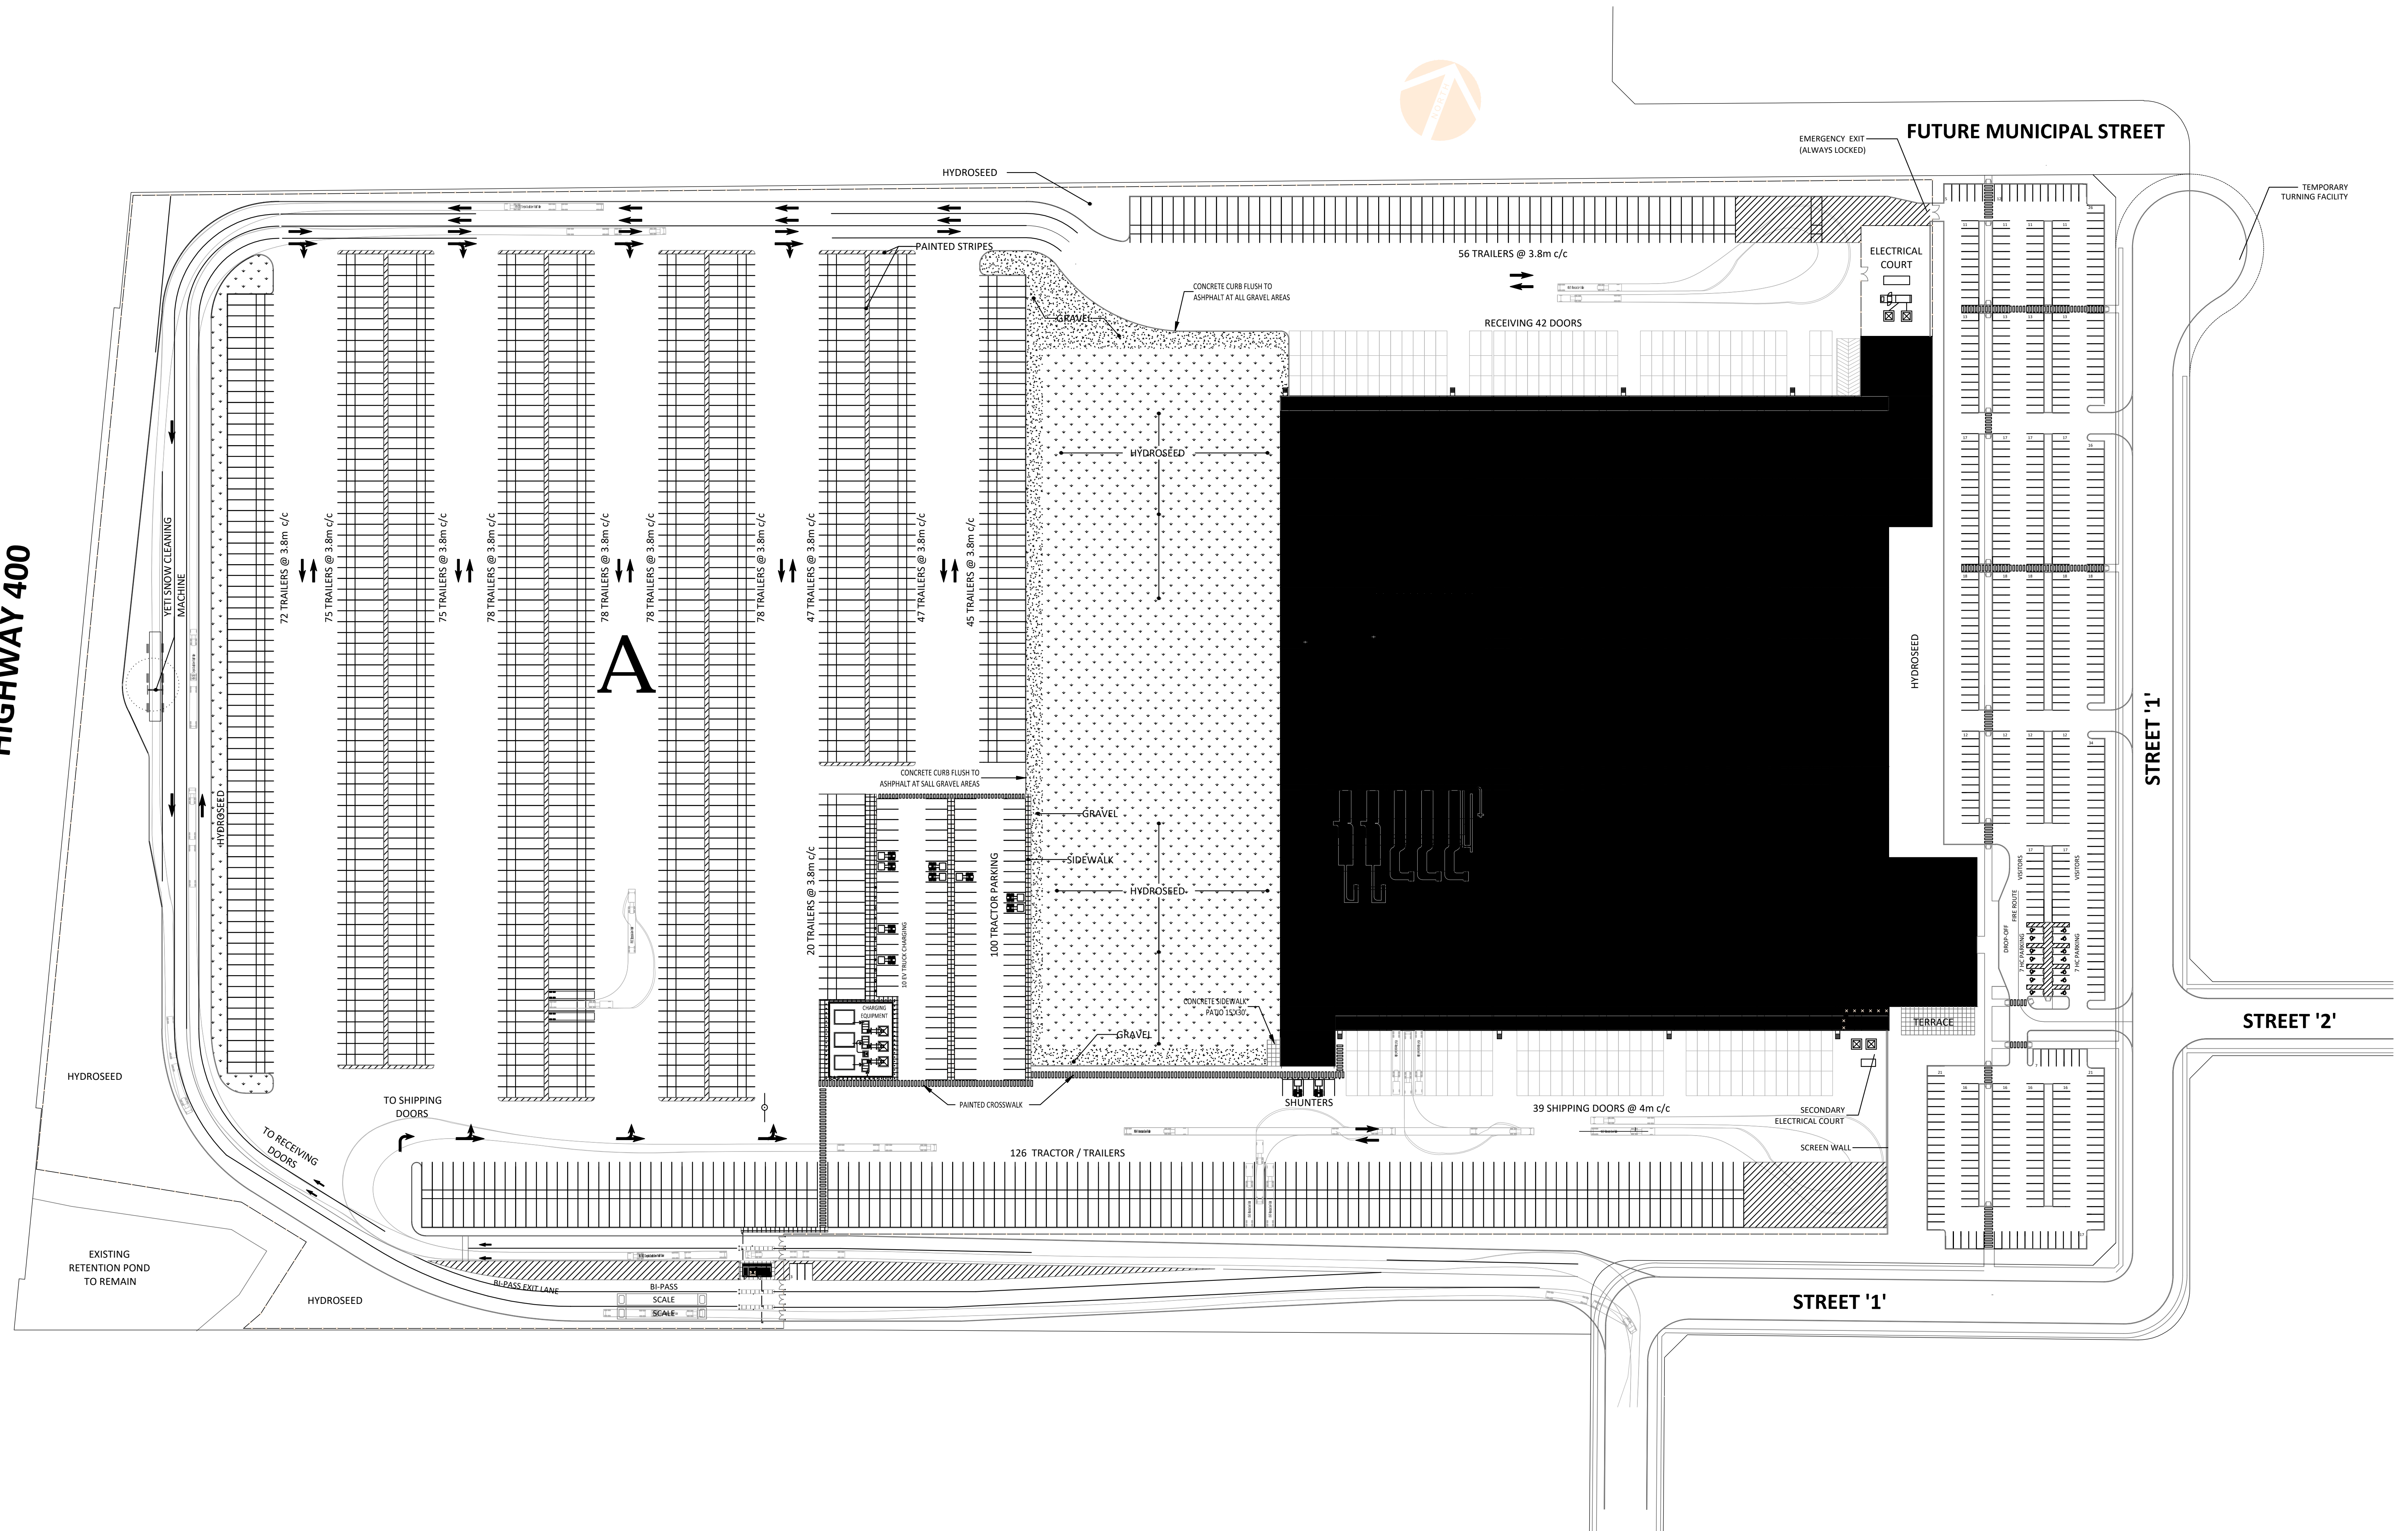 FUTURE MUNICIPAL STREET
EMERGENCY EXIT
(ALWAYS LOCKED)
HYDROSEED
TEMPORARY
TURNING FACILITY
PAINTED STRIPES
56 TRAILERS @ 3.8m c/c
ELECTRICAL
COURT
CONCRETE CURB FLUSH TO
ASHPHALT AT ALL GRAVEL AREAS
GRAVEL
RECEIVING 42 DOORS
HYDROSEED
HIGHWAY 400
YETI SNOW CLEANING
MACHINE
72 TRAILERS @ 3.8m c/c
75 TRAILERS @ 3.8m c/c
75 TRAILERS @ 3.8m c/c
78 TRAILERS @ 3.8m c/c
78 TRAILERS @ 3.8m c/c
78 TRAILERS @ 3.8m c/c
78 TRAILERS @ 3.8m c/c
47 TRAILERS @ 3.8m c/c
47 TRAILERS @ 3.8m c/c
45 TRAILERS @ 3.8m c/c
A
HYDROSEED
STREET '1'
CONCRETE CURB FLUSH TO
ASHPHALT AT SALL GRAVEL AREAS
HYDROSEED
GRAVEL
SIDEWALK
20 TRAILERS @ 3.8m c/c
10 EV TRUCK CHARGING
100 TRACTOR PARKING
HYDROSEED
VISITORS
VISITORS
FIRE ROUTE
DROP-OFF
7 HC PARKING
7 HC PARKING
CHARGING
EQUIPMENT
CONCRETE SIDEWALK
PATIO 15'X30'
GRAVEL
TERRACE
STREET '2'
HYDROSEED
TO SHIPPING
DOORS
PAINTED CROSSWALK
SHUNTERS
39 SHIPPING DOORS @ 4m c/c
SECONDARY
ELECTRICAL COURT
SCREEN WALL
TO RECEIVING
DOORS
126 TRACTOR / TRAILERS
EXISTING
RETENTION POND
TO REMAIN
BI-PASS EXIT LANE
BI-PASS
SCALE
SCALE
HYDROSEED
STREET '1'